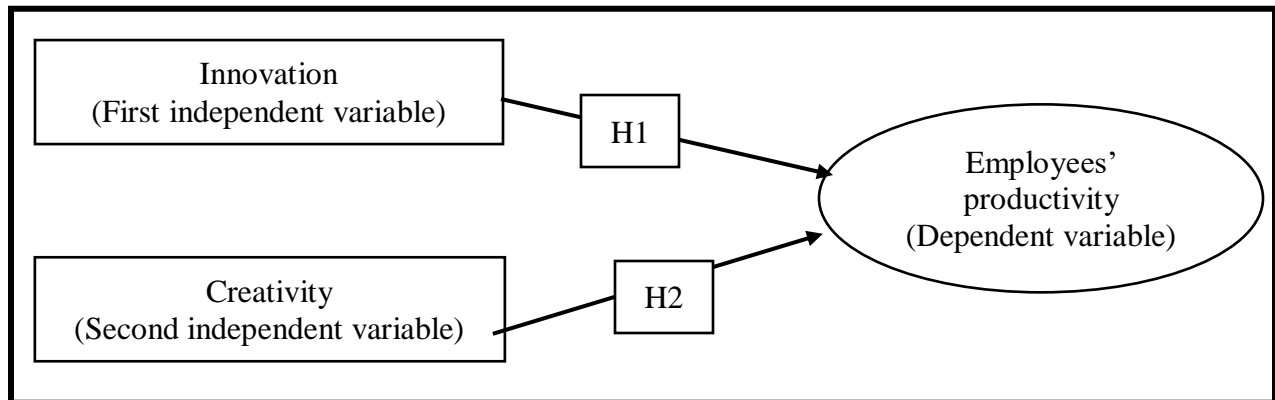 Innovation
(First independent variable)
H1
Employees’
productivity
(Dependent variable)
Creativity
(Second independent variable)
H2